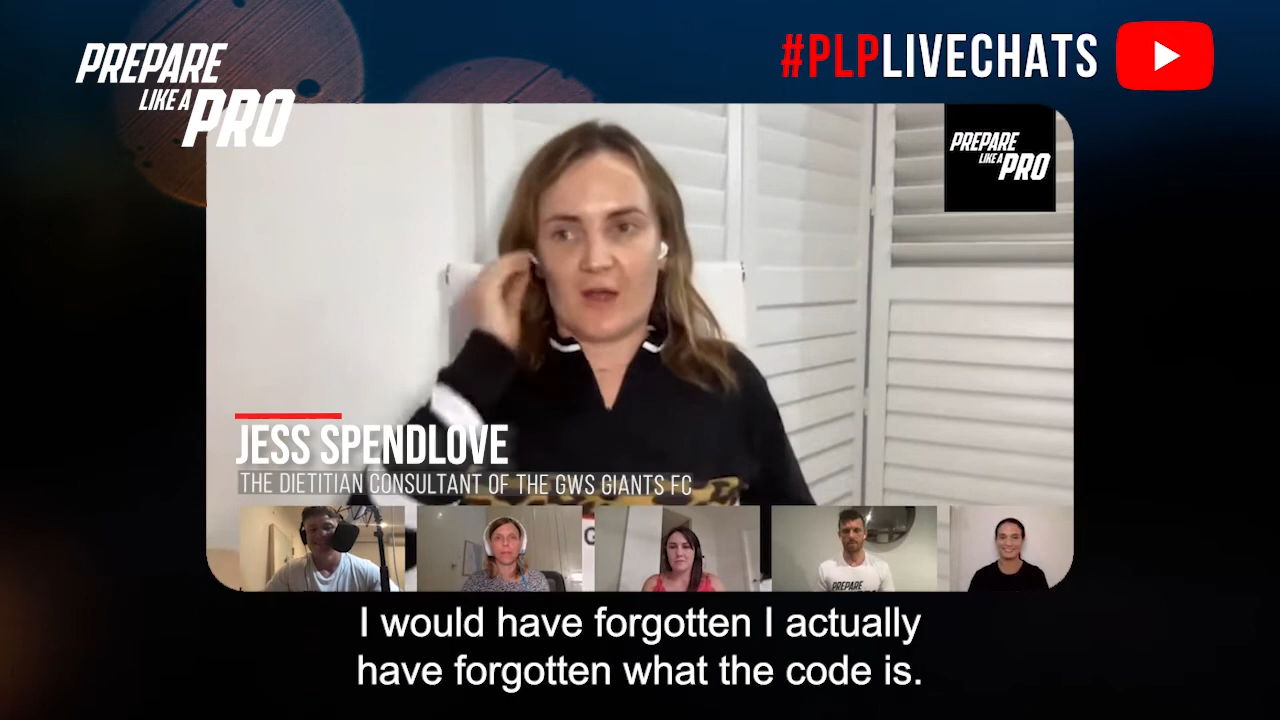 PREPARE
LIKE A
PRO
#PLPLIVECHATS
PREPARE
LIKE A
PRO
JESS SPENDLOVE
THE DIETITIAN CONSULTANT OF THE GWS GIANTS FC
G
PREPARE
I would have forgotten I actually
have forgotten what the code is.